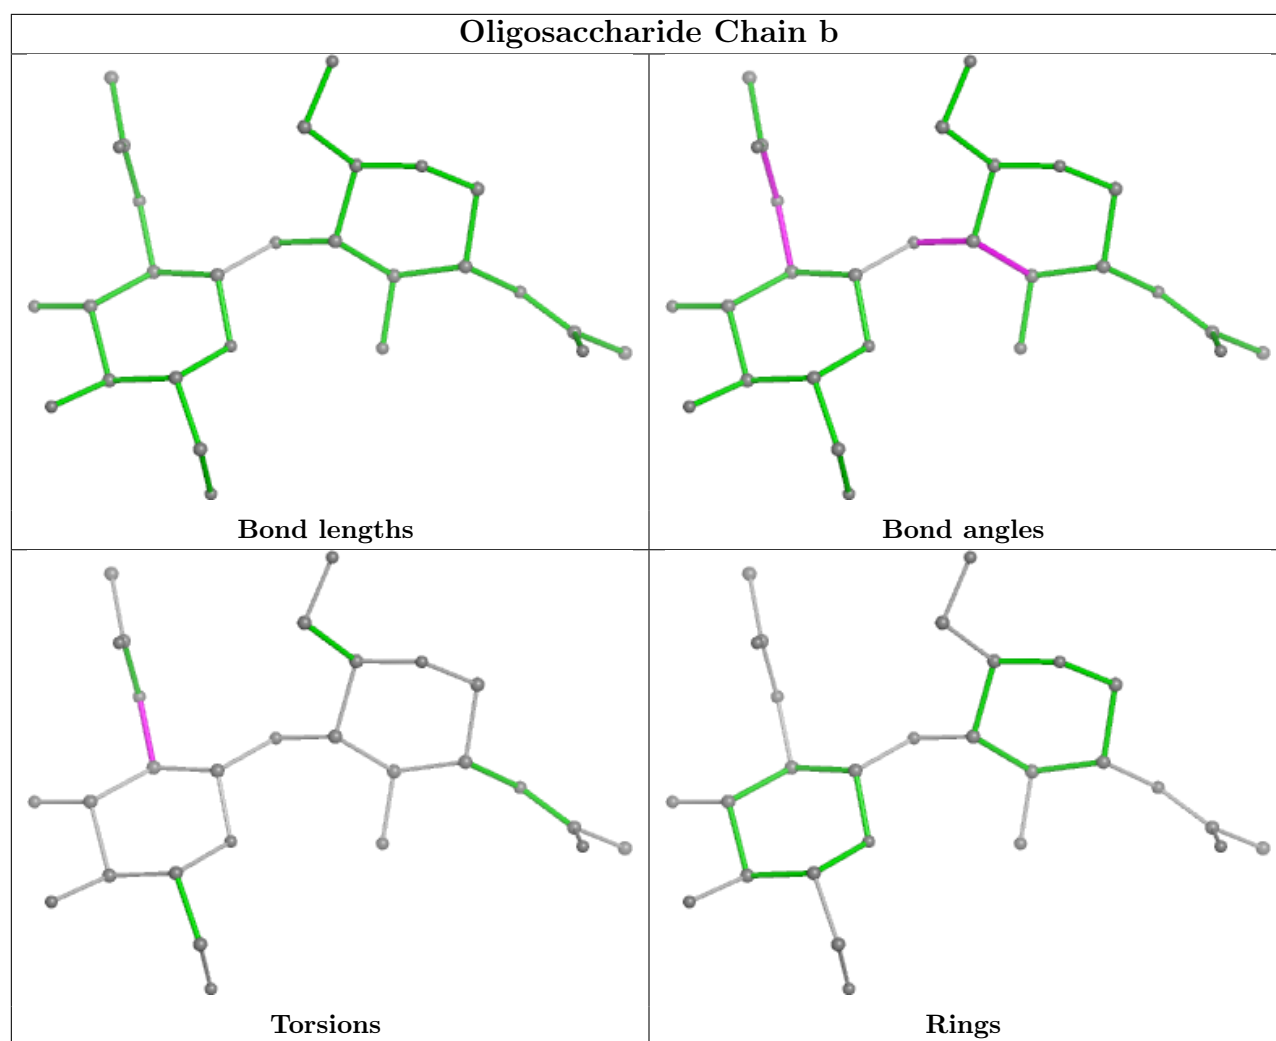 Oligosaccharide Chain b
Bond lengths
Bond angles
Torsions
Rings